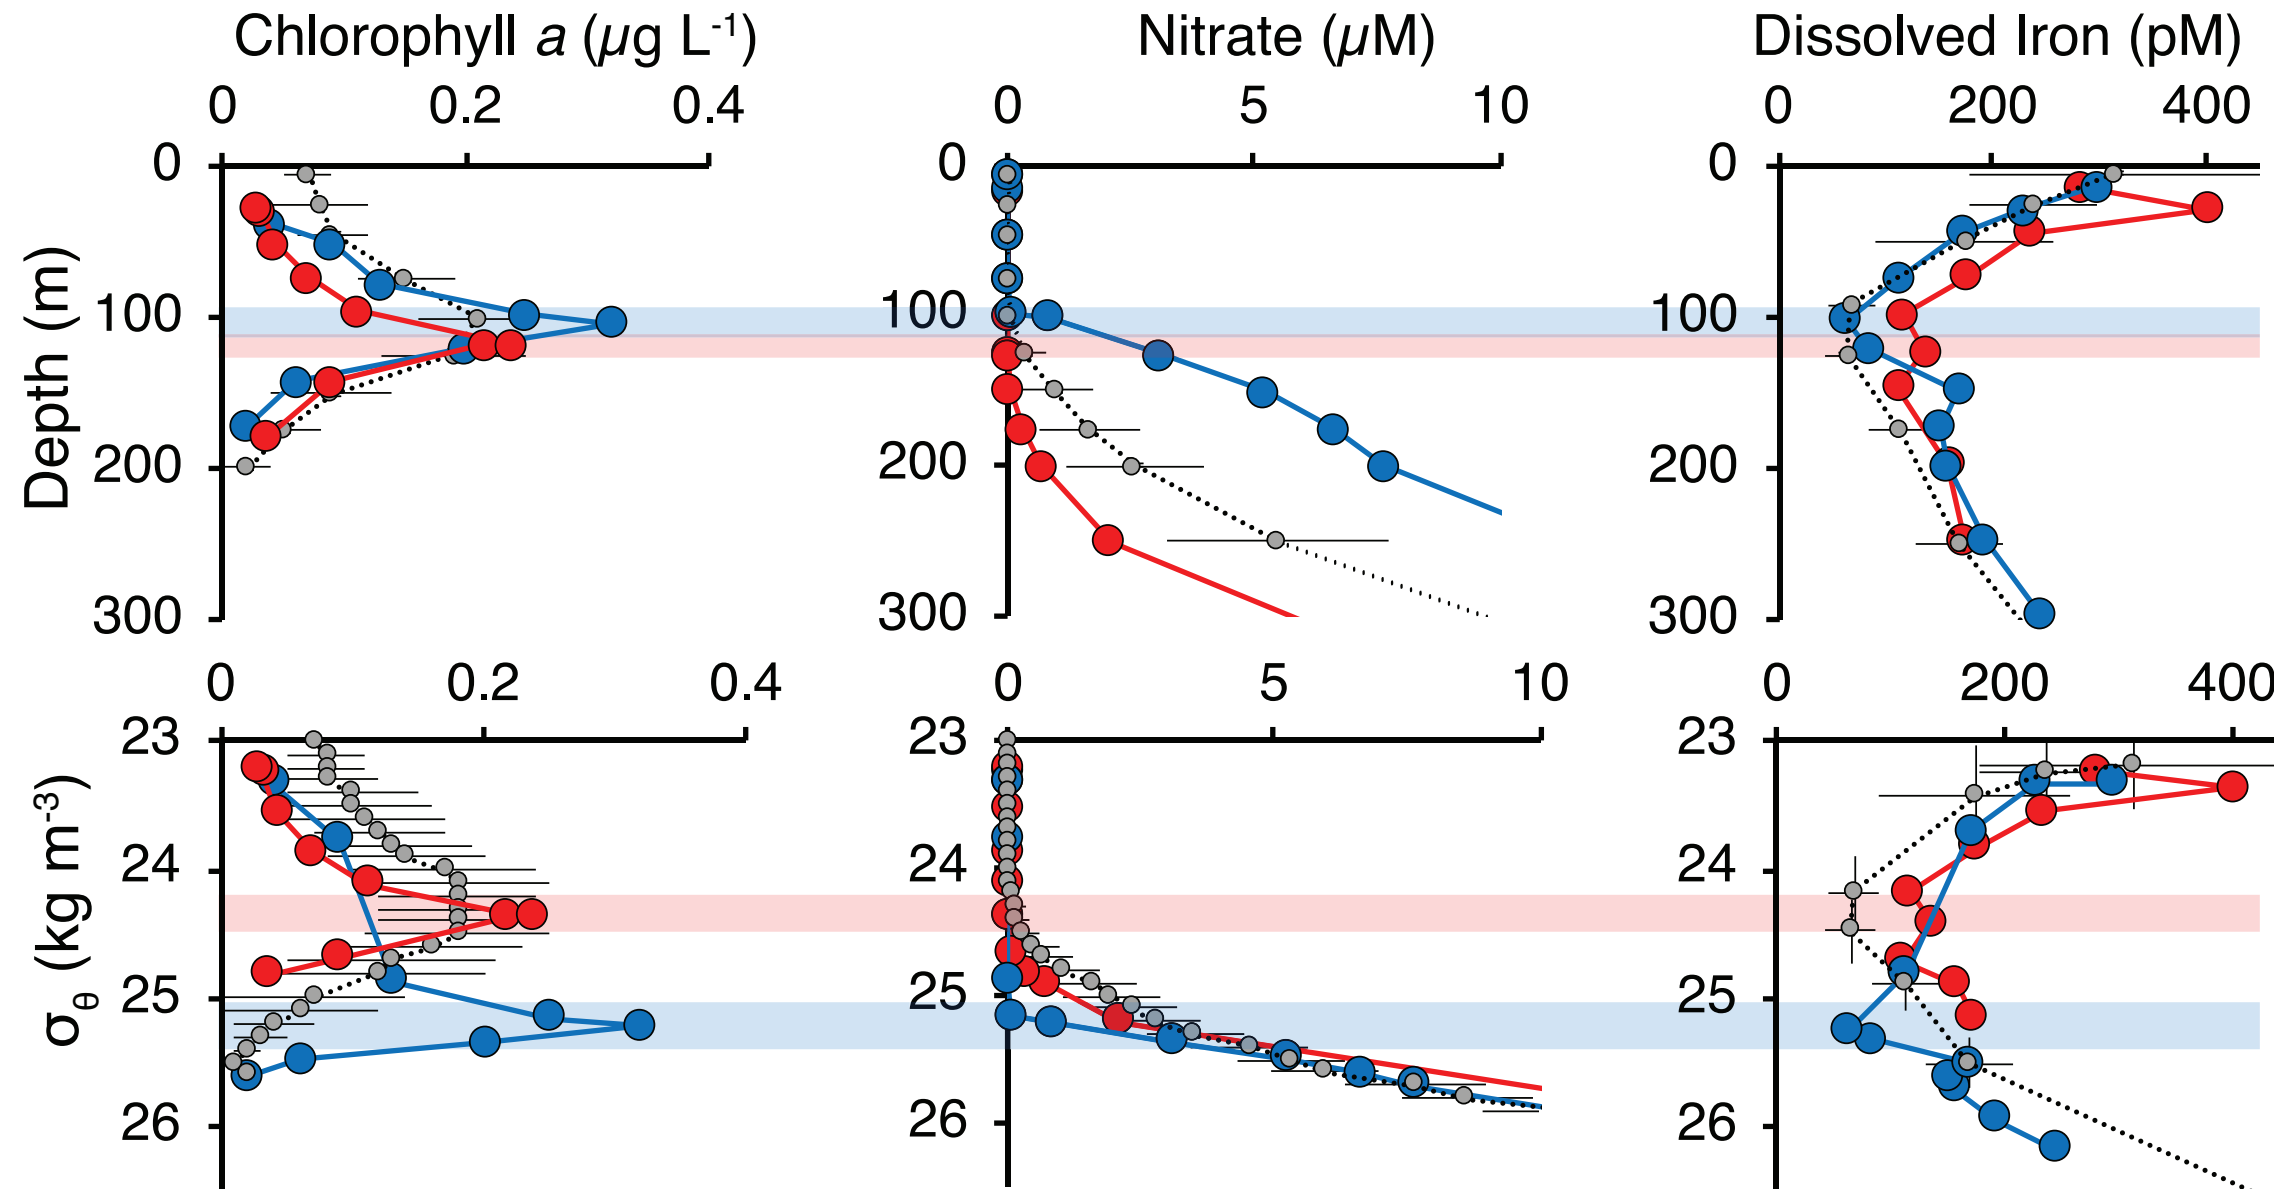 Chlorophyll a (µg L-1) Nitrate (µM) Dissolved Iron (pM)
0 0.2 0.4 0 5 10 0 200 400
Depth (m)
0 0 0
100 100 100
200 200 200
300 300 300
0 0.2 0.4 0 5 10 0 200 400
σθ (kg m-3)
23 23 23
24 24 24
25 25 25
26 26 26